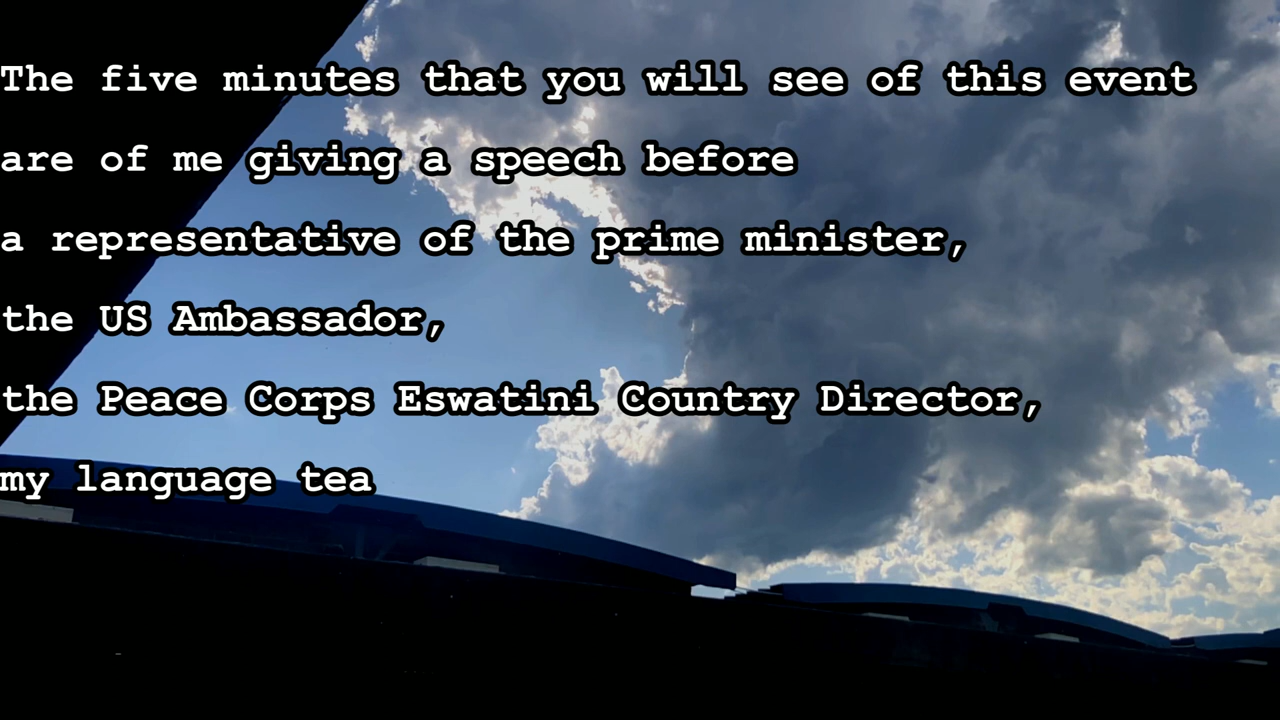 The five minutes that you will see of this event
are of me giving a speech before
a representative of the prime minister,
the US Ambassador,
the Peace Corps Eswatini Country Director,
my language tea